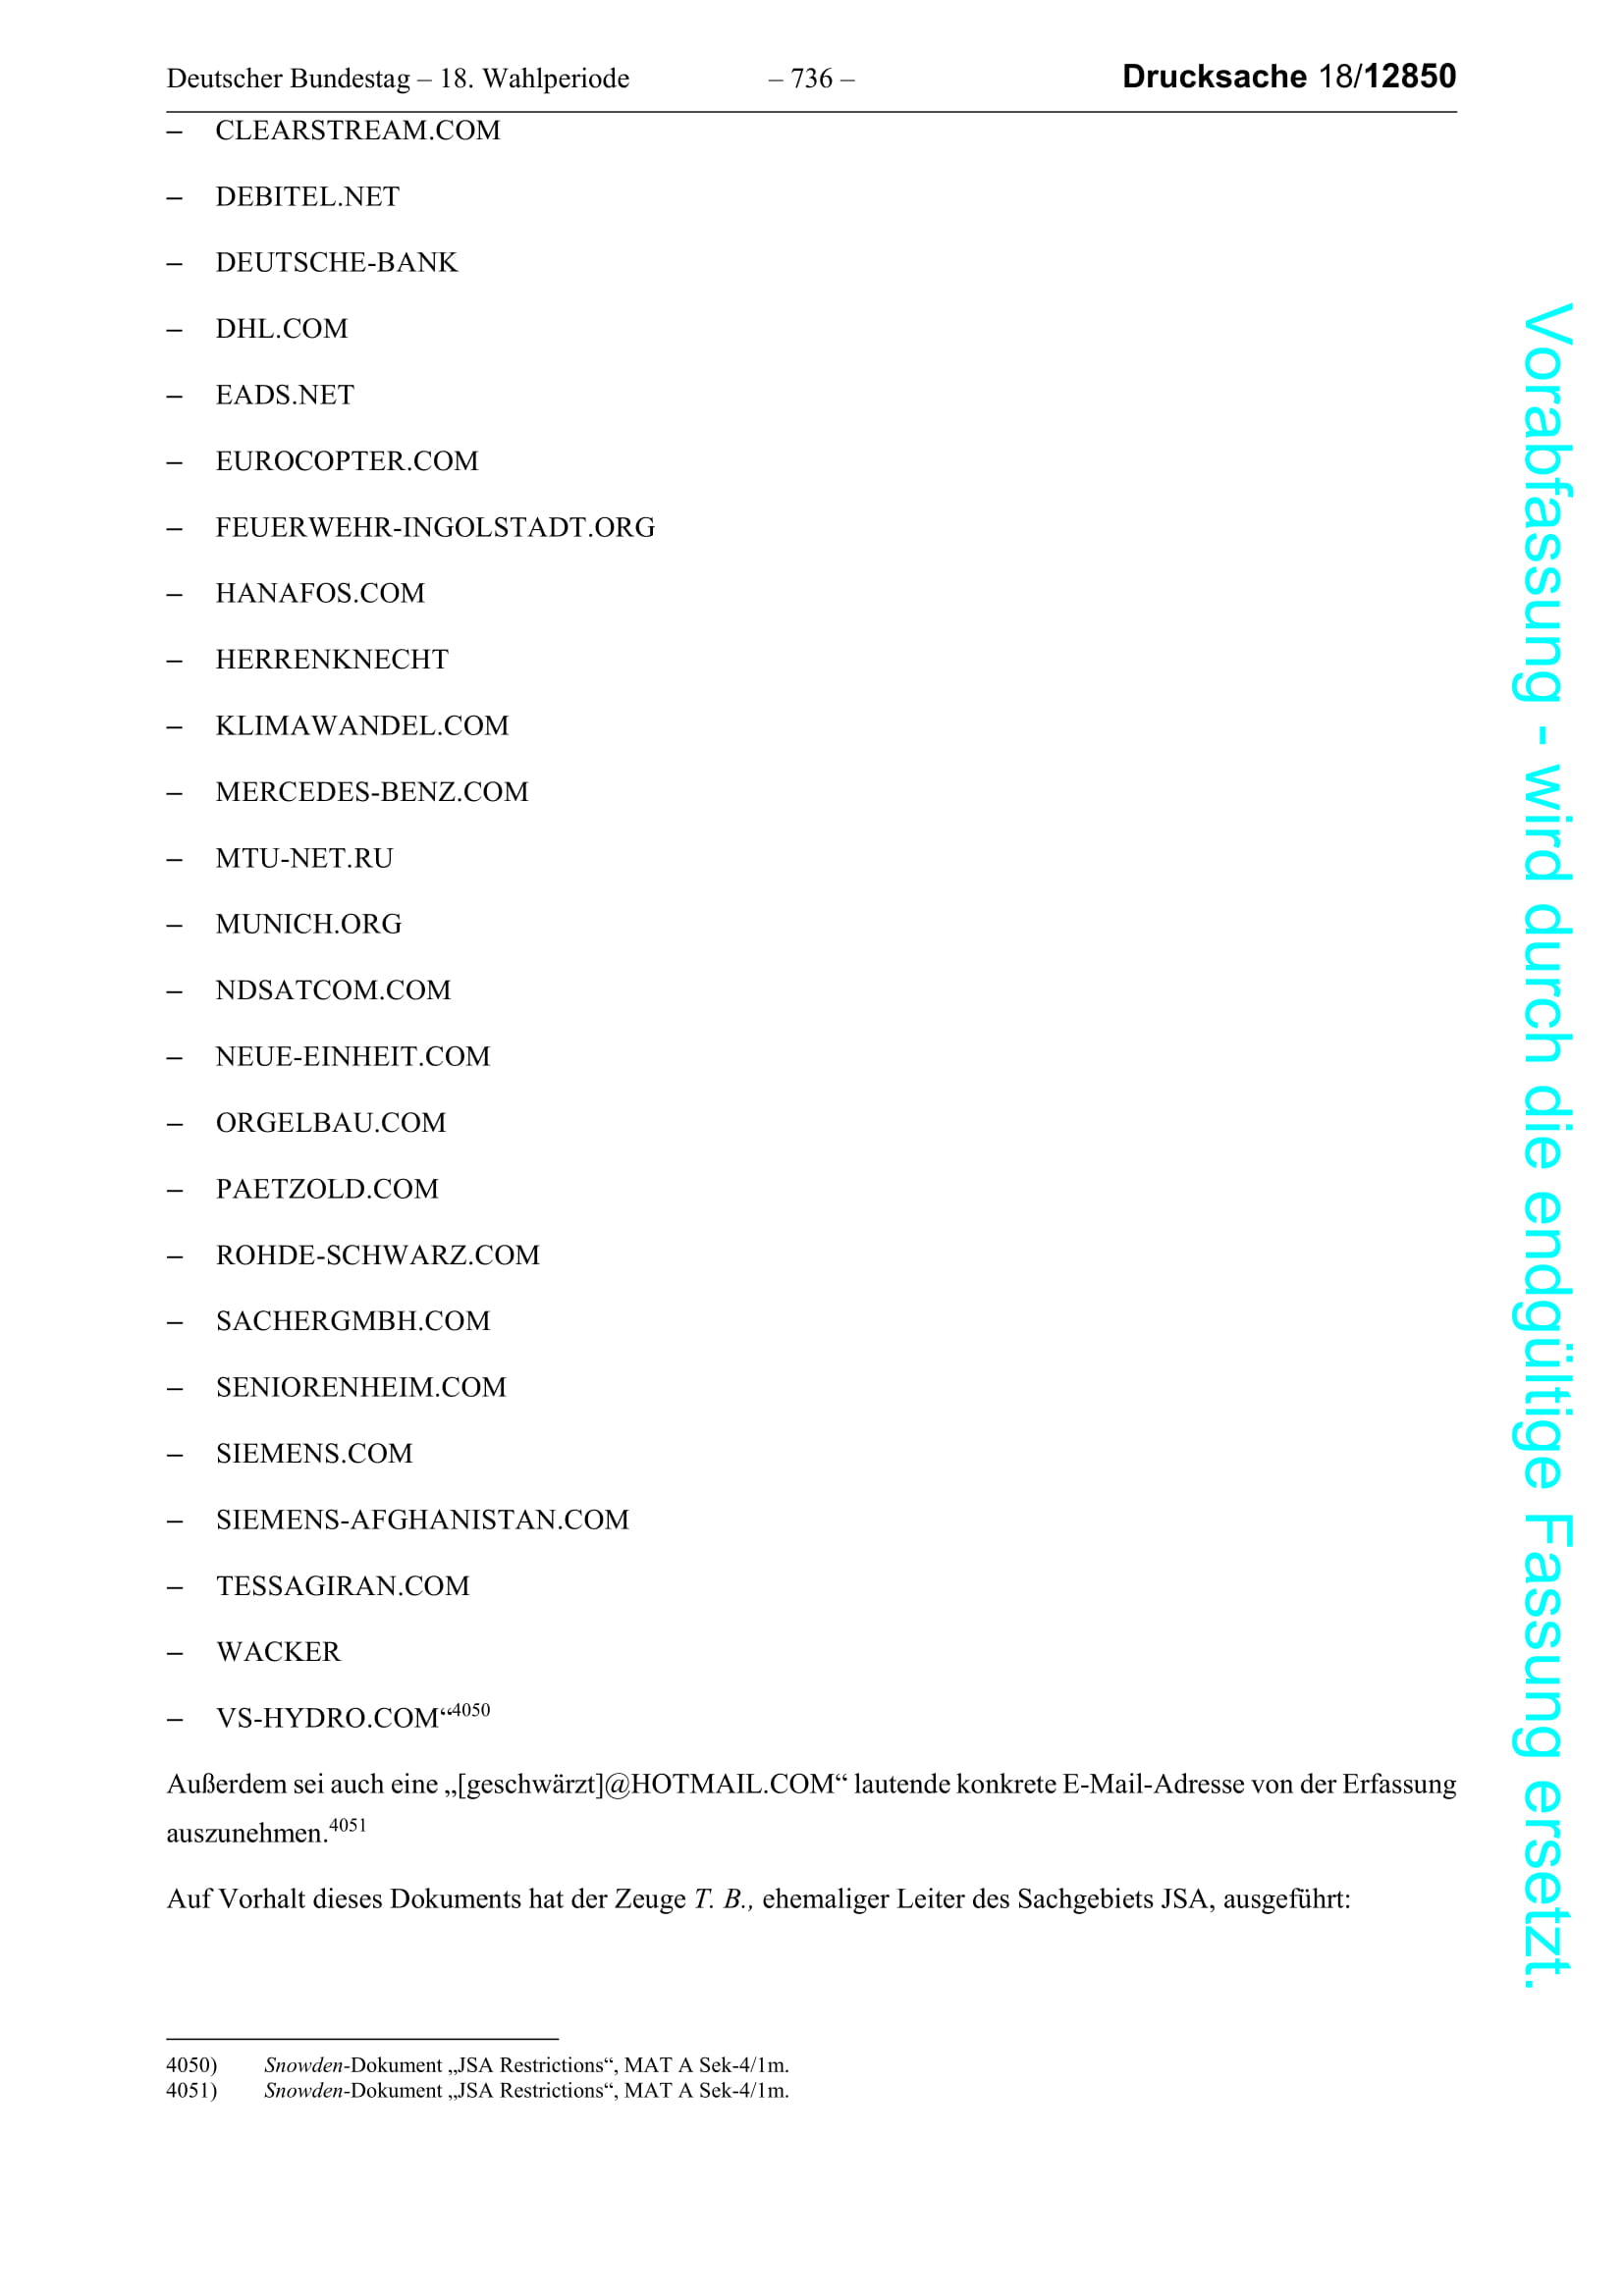 Deutscher Bundestag – 18. Wahlperiode – 736 – Drucksache 18/12850
– CLEARSTREAM.COM
– DEBITEL.NET
– DEUTSCHE-BANK
– DHL.COM
– EADS.NET
– EUROCOPTER.COM
– FEUERWEHR-INGOLSTADT.ORG
– HANAFOS.COM
– HERRENKNECHT
– KLIMAWANDEL.COM
– MERCEDES-BENZ.COM
– MTU-NET.RU
– MUNICH.ORG
– NDSATCOM.COM
– NEUE-EINHEIT.COM
– ORGELBAU.COM
– PAETZOLD.COM
– ROHDE-SCHWARZ.COM
– SACHERGMBH.COM
– SENIORENHEIM.COM
– SIEMENS.COM
– SIEMENS-AFGHANISTAN.COM
– TESSAGIRAN.COM
– WACKER
– VS-HYDRO.COM“4050
Außerdem sei auch eine „[geschwärzt]@HOTMAIL.COM“ lautende konkrete E-Mail-Adresse von der Erfassung
auszunehmen.4051
Auf Vorhalt dieses Dokuments hat der Zeuge T. B., ehemaliger Leiter des Sachgebiets JSA, ausgeführt:
4050) Snowden-Dokument „JSA Restrictions“, MAT A Sek-4/1m.
4051) Snowden-Dokument „JSA Restrictions“, MAT A Sek-4/1m.
Vorabfassung - wird durch die endgültige Fassung ersetzt.